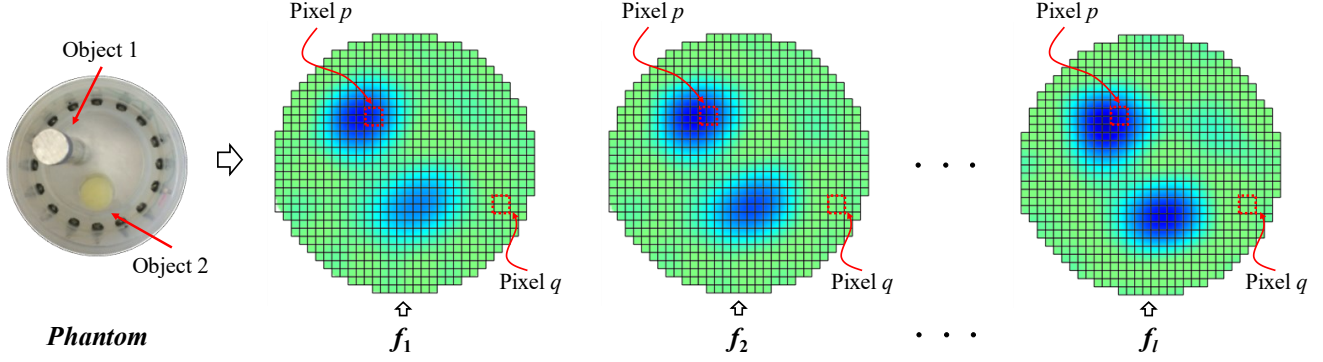 Pixel p
Pixel p
Pixel p
Object 1
. . .
Object 2
Pixel q
Pixel q
Pixel q
Phantom
f1
f2
. . .
fl